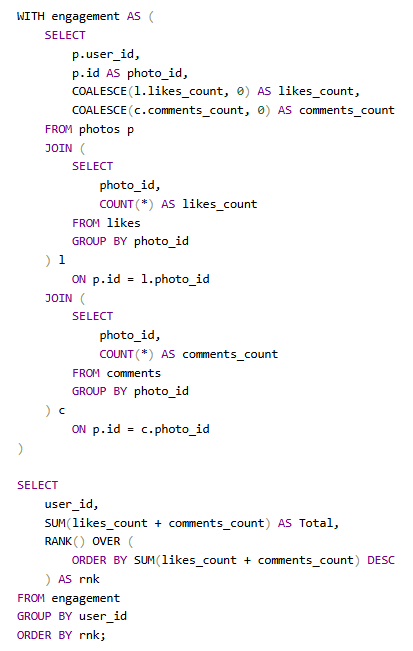 WITH engagement AS (
    SELECT
        p.user_id,
        p.id AS photo_id,
        COALESCE(l.likes_count, 0) AS likes_count,
        COALESCE(c.comments_count, 0) AS comments_count
    FROM photos p
    JOIN (
        SELECT
            photo_id,
            COUNT(*) AS likes_count
        FROM likes
        GROUP BY photo_id
    ) l
        ON p.id = l.photo_id
    JOIN (
        SELECT
            photo_id,
            COUNT(*) AS comments_count
        FROM comments
        GROUP BY photo_id
    ) c
        ON p.id = c.photo_id
)

SELECT
    user_id,
    SUM(likes_count + comments_count) AS Total,
    RANK() OVER (
        ORDER BY SUM(likes_count + comments_count) DESC
    ) AS rnk
FROM engagement
GROUP BY user_id
ORDER BY rnk;